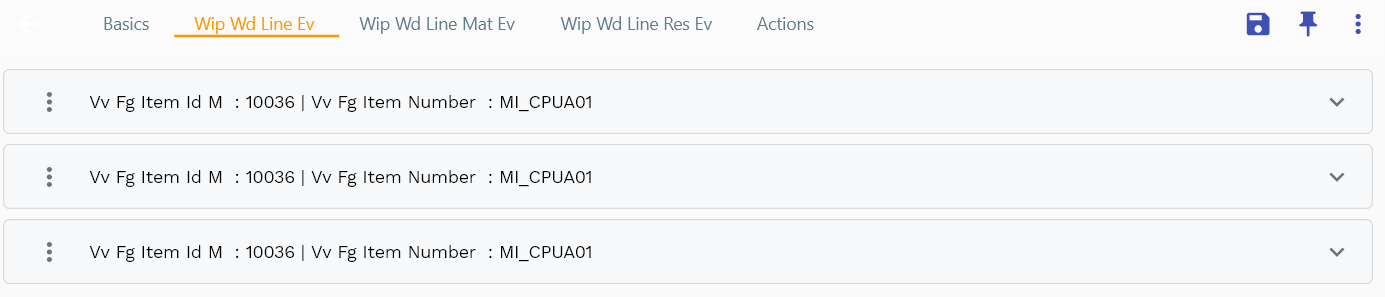 Basics Wip Wd Line Ev Wip Wd Line Mat Ev Wip Wd Line Res Ev Actions
Vv Fg Item Id M : 10036 | Vv Fg Item Number : MI_CPUA01
Vv Fg Item Id M : 10036 | Vv Fg Item Number : MI_CPUA01
Vv Fg Item Id M : 10036 | Vv Fg Item Number : MI_CPUA01